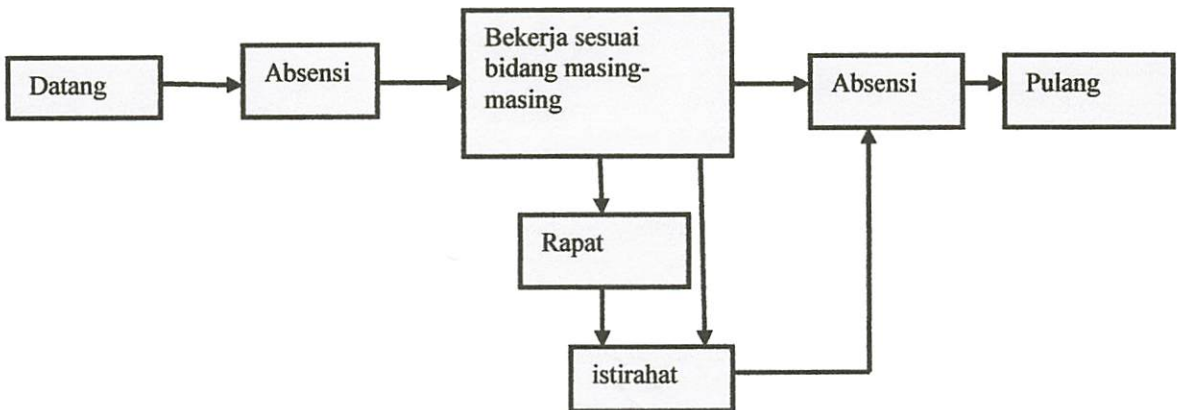 Datang
Absensi
Bekerja sesuai
bidang masing-
masing
Absensi
Pulang
Rapat
istirahat